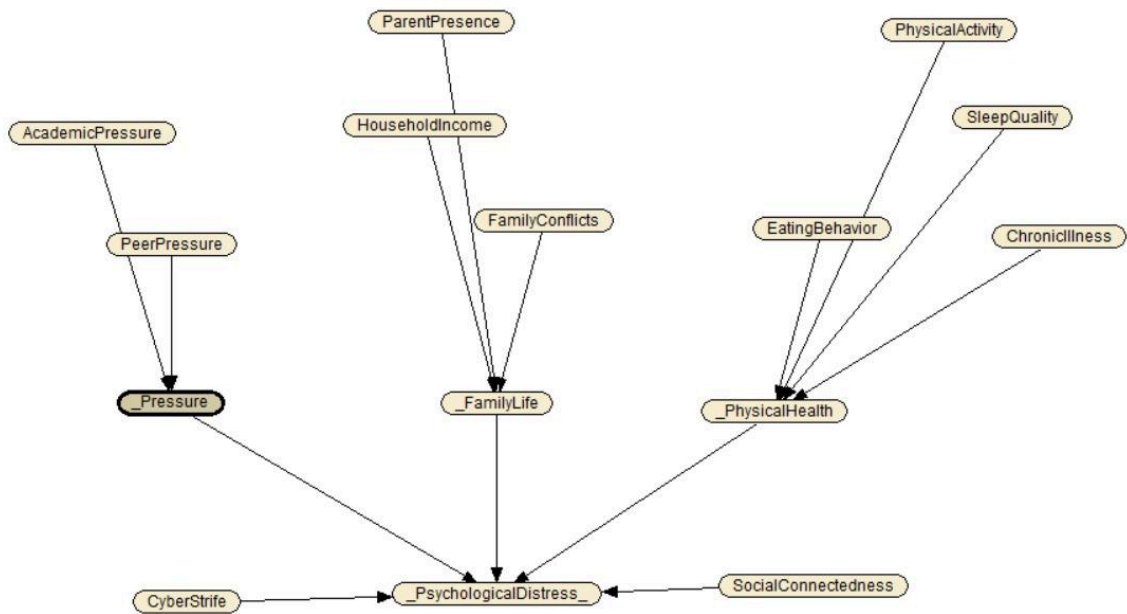 ParentPresence
PhysicalActivity
HouseholdIncome
SleepQuality
AcademicPressure
FamilyConflicts
EatingBehavior
ChronicIllness
PeerPressure
_Pressure
_FamilyLife
_PhysicalHealth
_PsychologicalDistress_
SocialConnectedness
CyberStrife